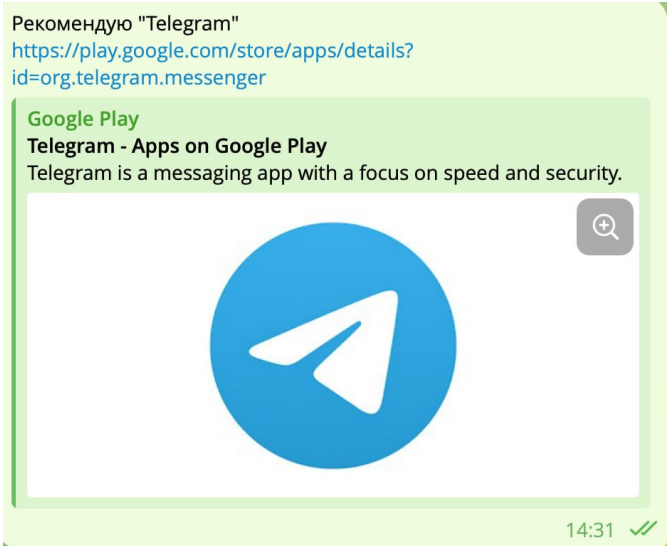 Рекомендую "Telegram"
https://play.google.com/store/apps/details?
id=org.telegram.messenger
Google Play
Telegram - Apps on Google Play
Telegram is a messaging app with a focus on speed and security.
14:31